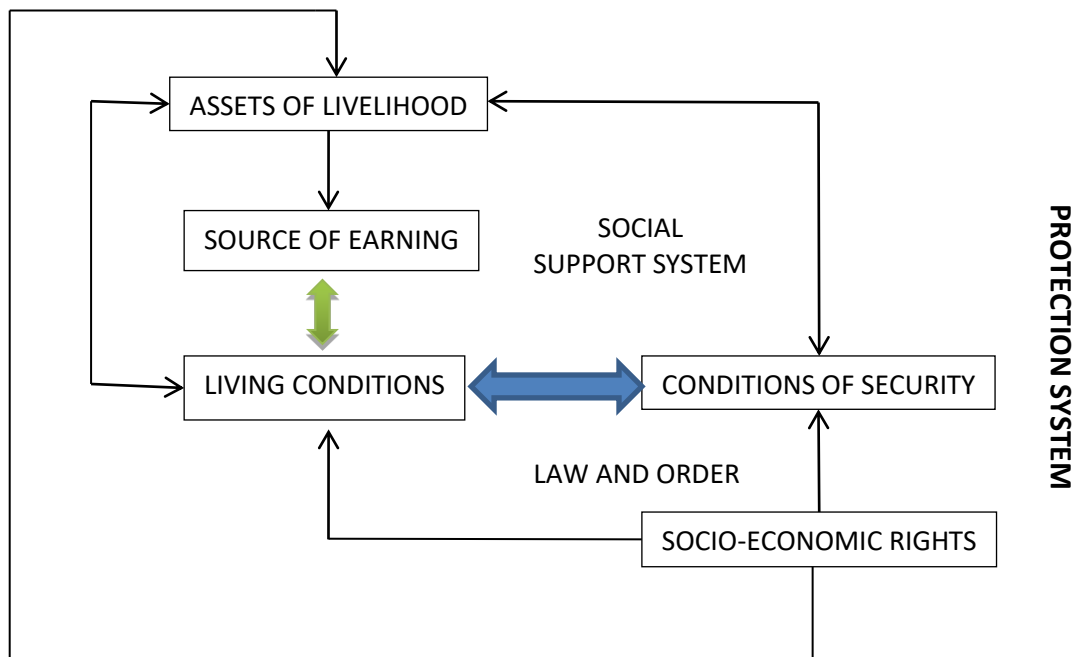 ASSETS OF LIVELIHOOD
SOURCE OF EARNING
SOCIAL
SUPPORT SYSTEM
LIVING CONDITIONS
CONDITIONS OF SECURITY
LAW AND ORDER
SOCIO-ECONOMIC RIGHTS
PROTECTION SYSTEM